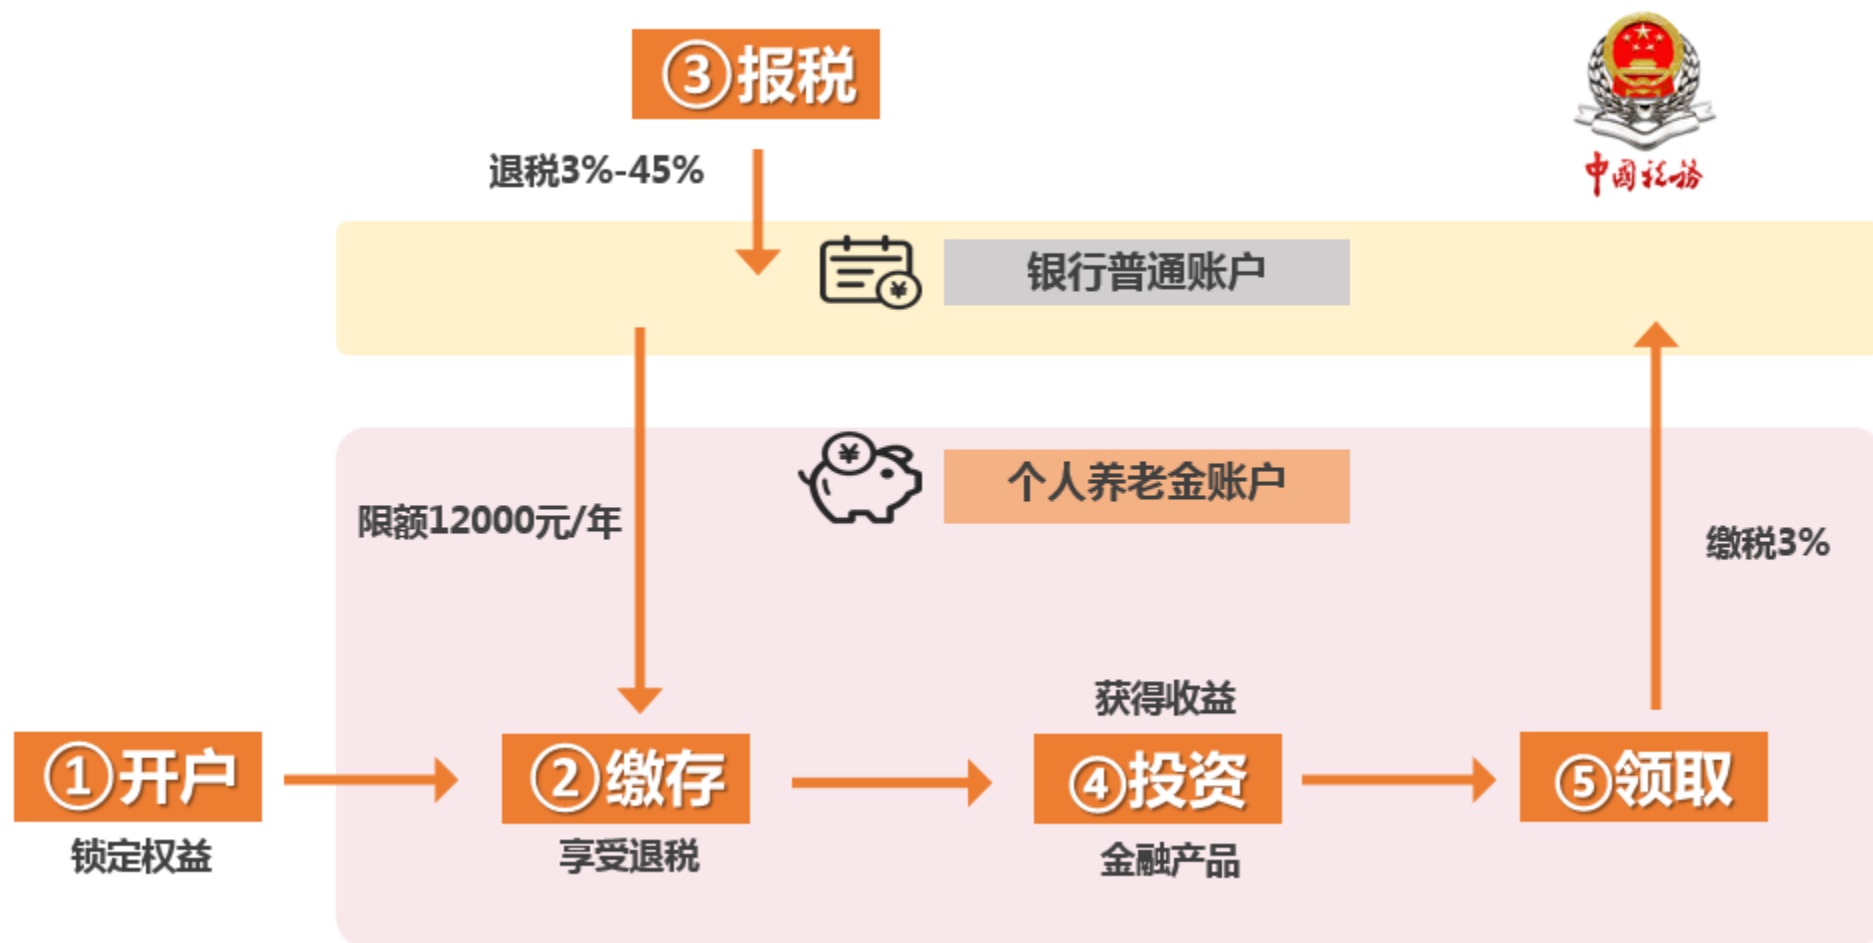 ③报税
退税3%-45%
中国税务
银行普通账户
个人养老金账户
限额12000元/年
缴税3%
获得收益
①开户
②缴存
④投资
⑤领取
锁定权益
享受退税
金融产品